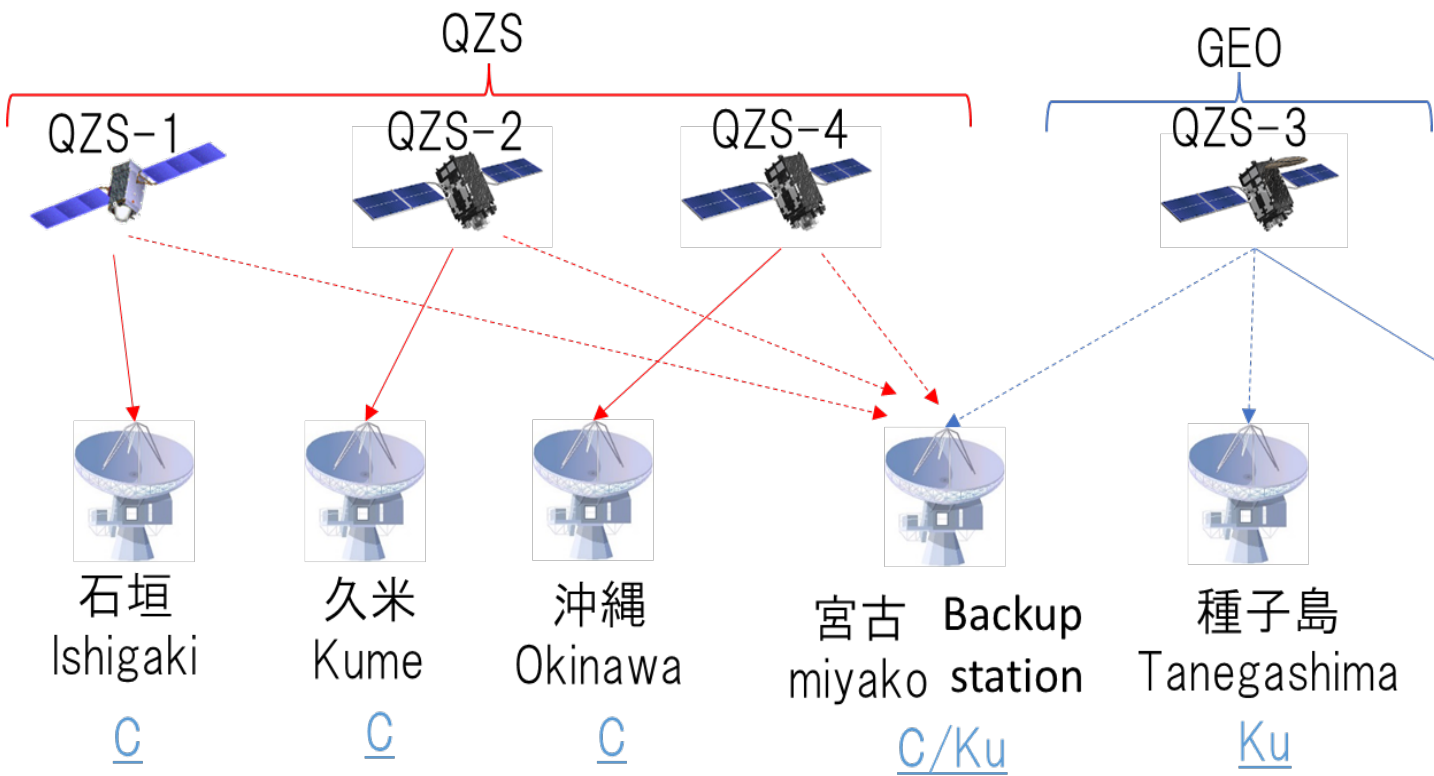 QZS
GEO
QZS-1
QZS-2
QZS-4
QZS-3
石垣
Ishigaki
C
久米
Kume
C
沖縄
Okinawa
C
宮古
miyako
Backup
station
C/Ku
種子島
Tanegashima
Ku